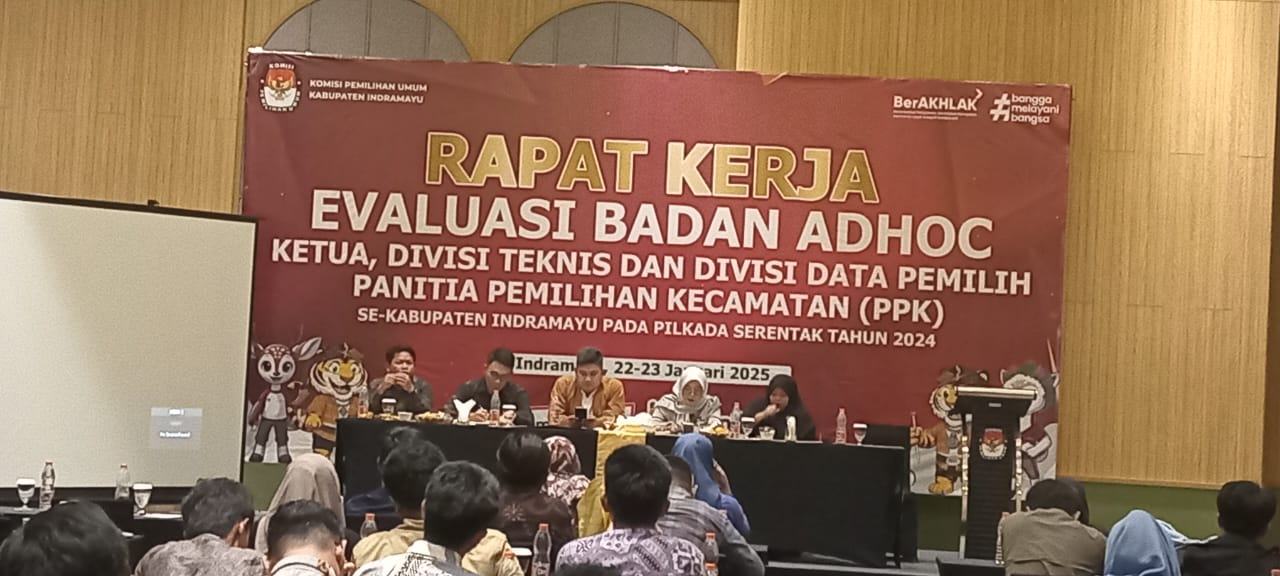 KOMISI PEMILIHAN UMUM
KABUPATEN INDRAMAYU
BerAKHLAK
#bangga
melayani
bangsa
RAPAT KERJA
EVALUASI BADAN ADHOC
KETUA, DIVISI TEKNIS DAN DIVISI DATA PEMILIH
PANITIA PEMILIHAN KECAMATAN (PPK)
SE-KABUPATEN INDRAMAYU PADA PILKADA SERENTAK TAHUN 2024
22-23 Januari 2025